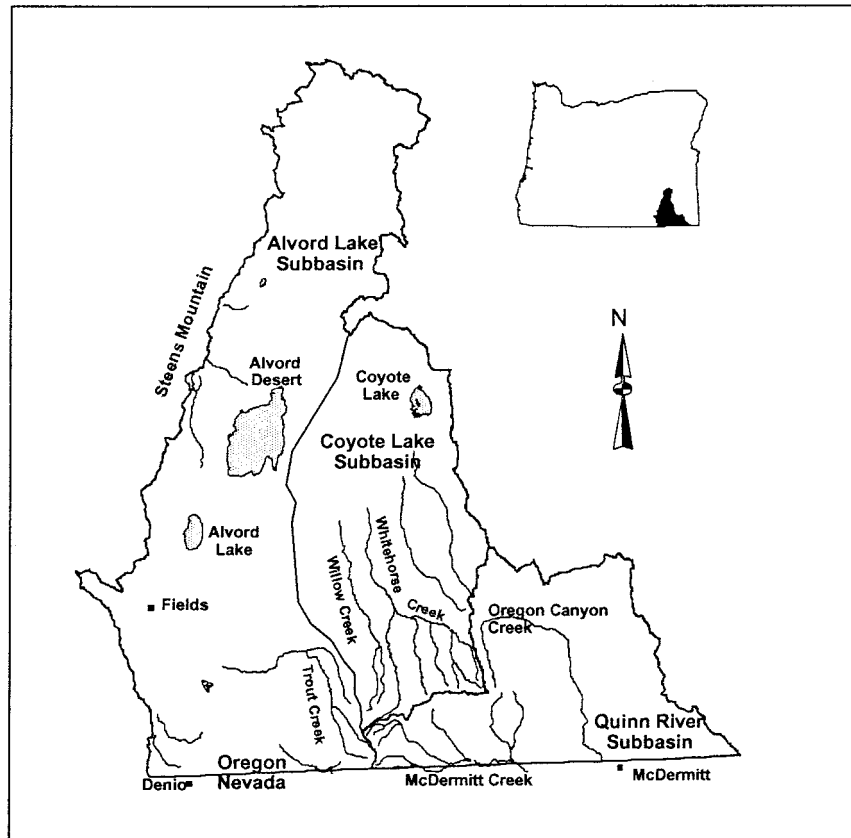 Alvord Lake
Subbasin
Steens Mountain
N
Alvord
Desert
Coyote
Lake
Coyote Lake
Subbasin
Alvord
Lake
Whitehorse
Creek
Willow Creek
Fields
Oregon Canyon
Creek
Trout Creek
Quinn River
Subbasin
Oregon
Nevada
Denio
McDermitt Creek
McDermitt